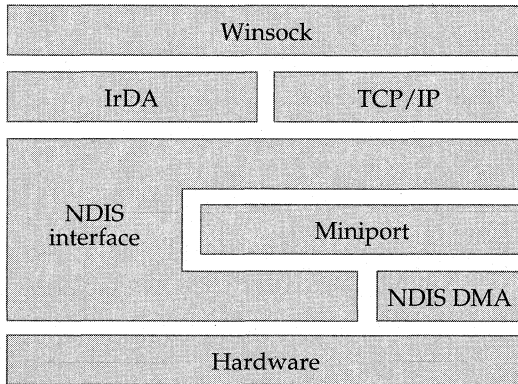 Winsock
IrDA
TCP/IP
NDIS
interface
Miniport
NDIS DMA
Hardware